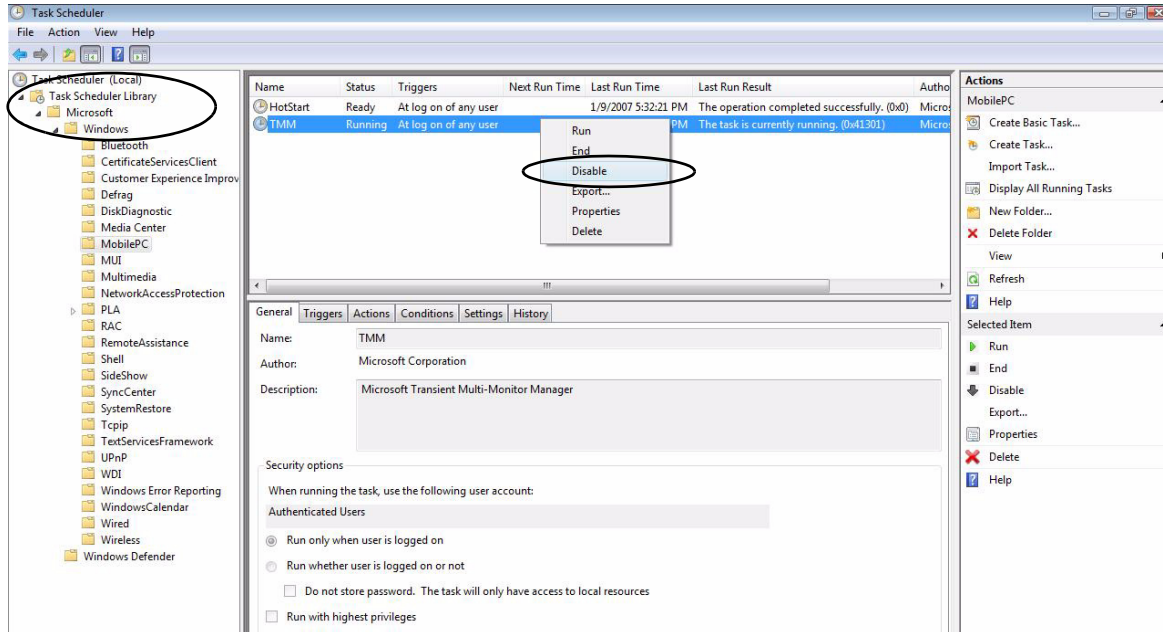 Task Scheduler
File Action View Help
Task Scheduler (Local)
Task Scheduler Library
Microsoft
Windows
Bluetooth
CertificateServicesClient
Customer Experience Improv
Defrag
DiskDiagnostic
Media Center
MobilePC
MUI
Multimedia
NetworkAccessProtection
PLA
RAC
RemoteAssistance
Shell
SideShow
SyncCenter
SystemRestore
Tcpip
TextServicesFramework
UPnP
WDI
Windows Error Reporting
WindowsCalendar
Wired
Wireless
Windows Defender
Name Status Triggers Next Run Time Last Run Time Last Run Result Autho
HotStart Ready At log on of any user 1/9/2007 5:32:21 PM The operation completed successfully. (0x0) Micros
TMM Running At log on of any user PM The task is currently running. (0x41301) Micros
Run
End
Disable
Export...
Properties
Delete
General Triggers Actions Conditions Settings History
Name: TMM
Author: Microsoft Corporation
Description: Microsoft Transient Multi-Monitor Manager
Security options
When running the task, use the following user account:
Authenticated Users
Run only when user is logged on
Run whether user is logged on or not
Do not store password. The task will only have access to local resources
Run with highest privileges
Actions
MobilePC
Create Basic Task...
Create Task...
Import Task...
Display All Running Tasks
New Folder...
Delete Folder
View
Refresh
Help
Selected Item
Run
End
Disable
Export...
Properties
Delete
Help